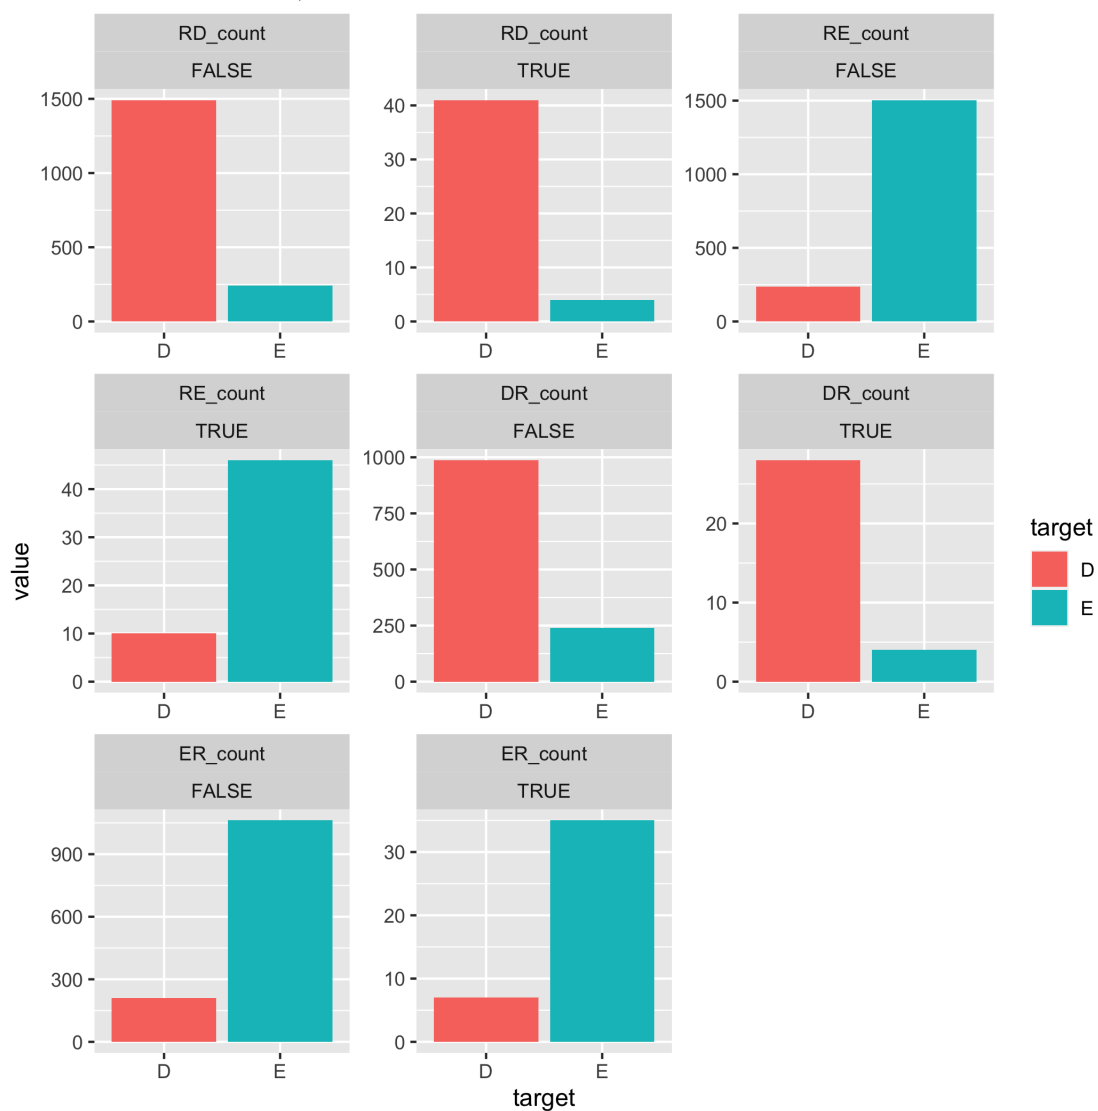 RD_count
FALSE
1500
1000
500
0
D E
RD_count
TRUE
40
30
20
10
0
D E
RE_count
FALSE
1500
1000
500
0
D E
RE_count
TRUE
40
30
20
10
0
D E
DR_count
FALSE
1000
750
500
250
0
D E
DR_count
TRUE
20
10
0
D E
ER_count
FALSE
900
600
300
0
D E
ER_count
TRUE
30
20
10
0
D E
value
target
target
D
E